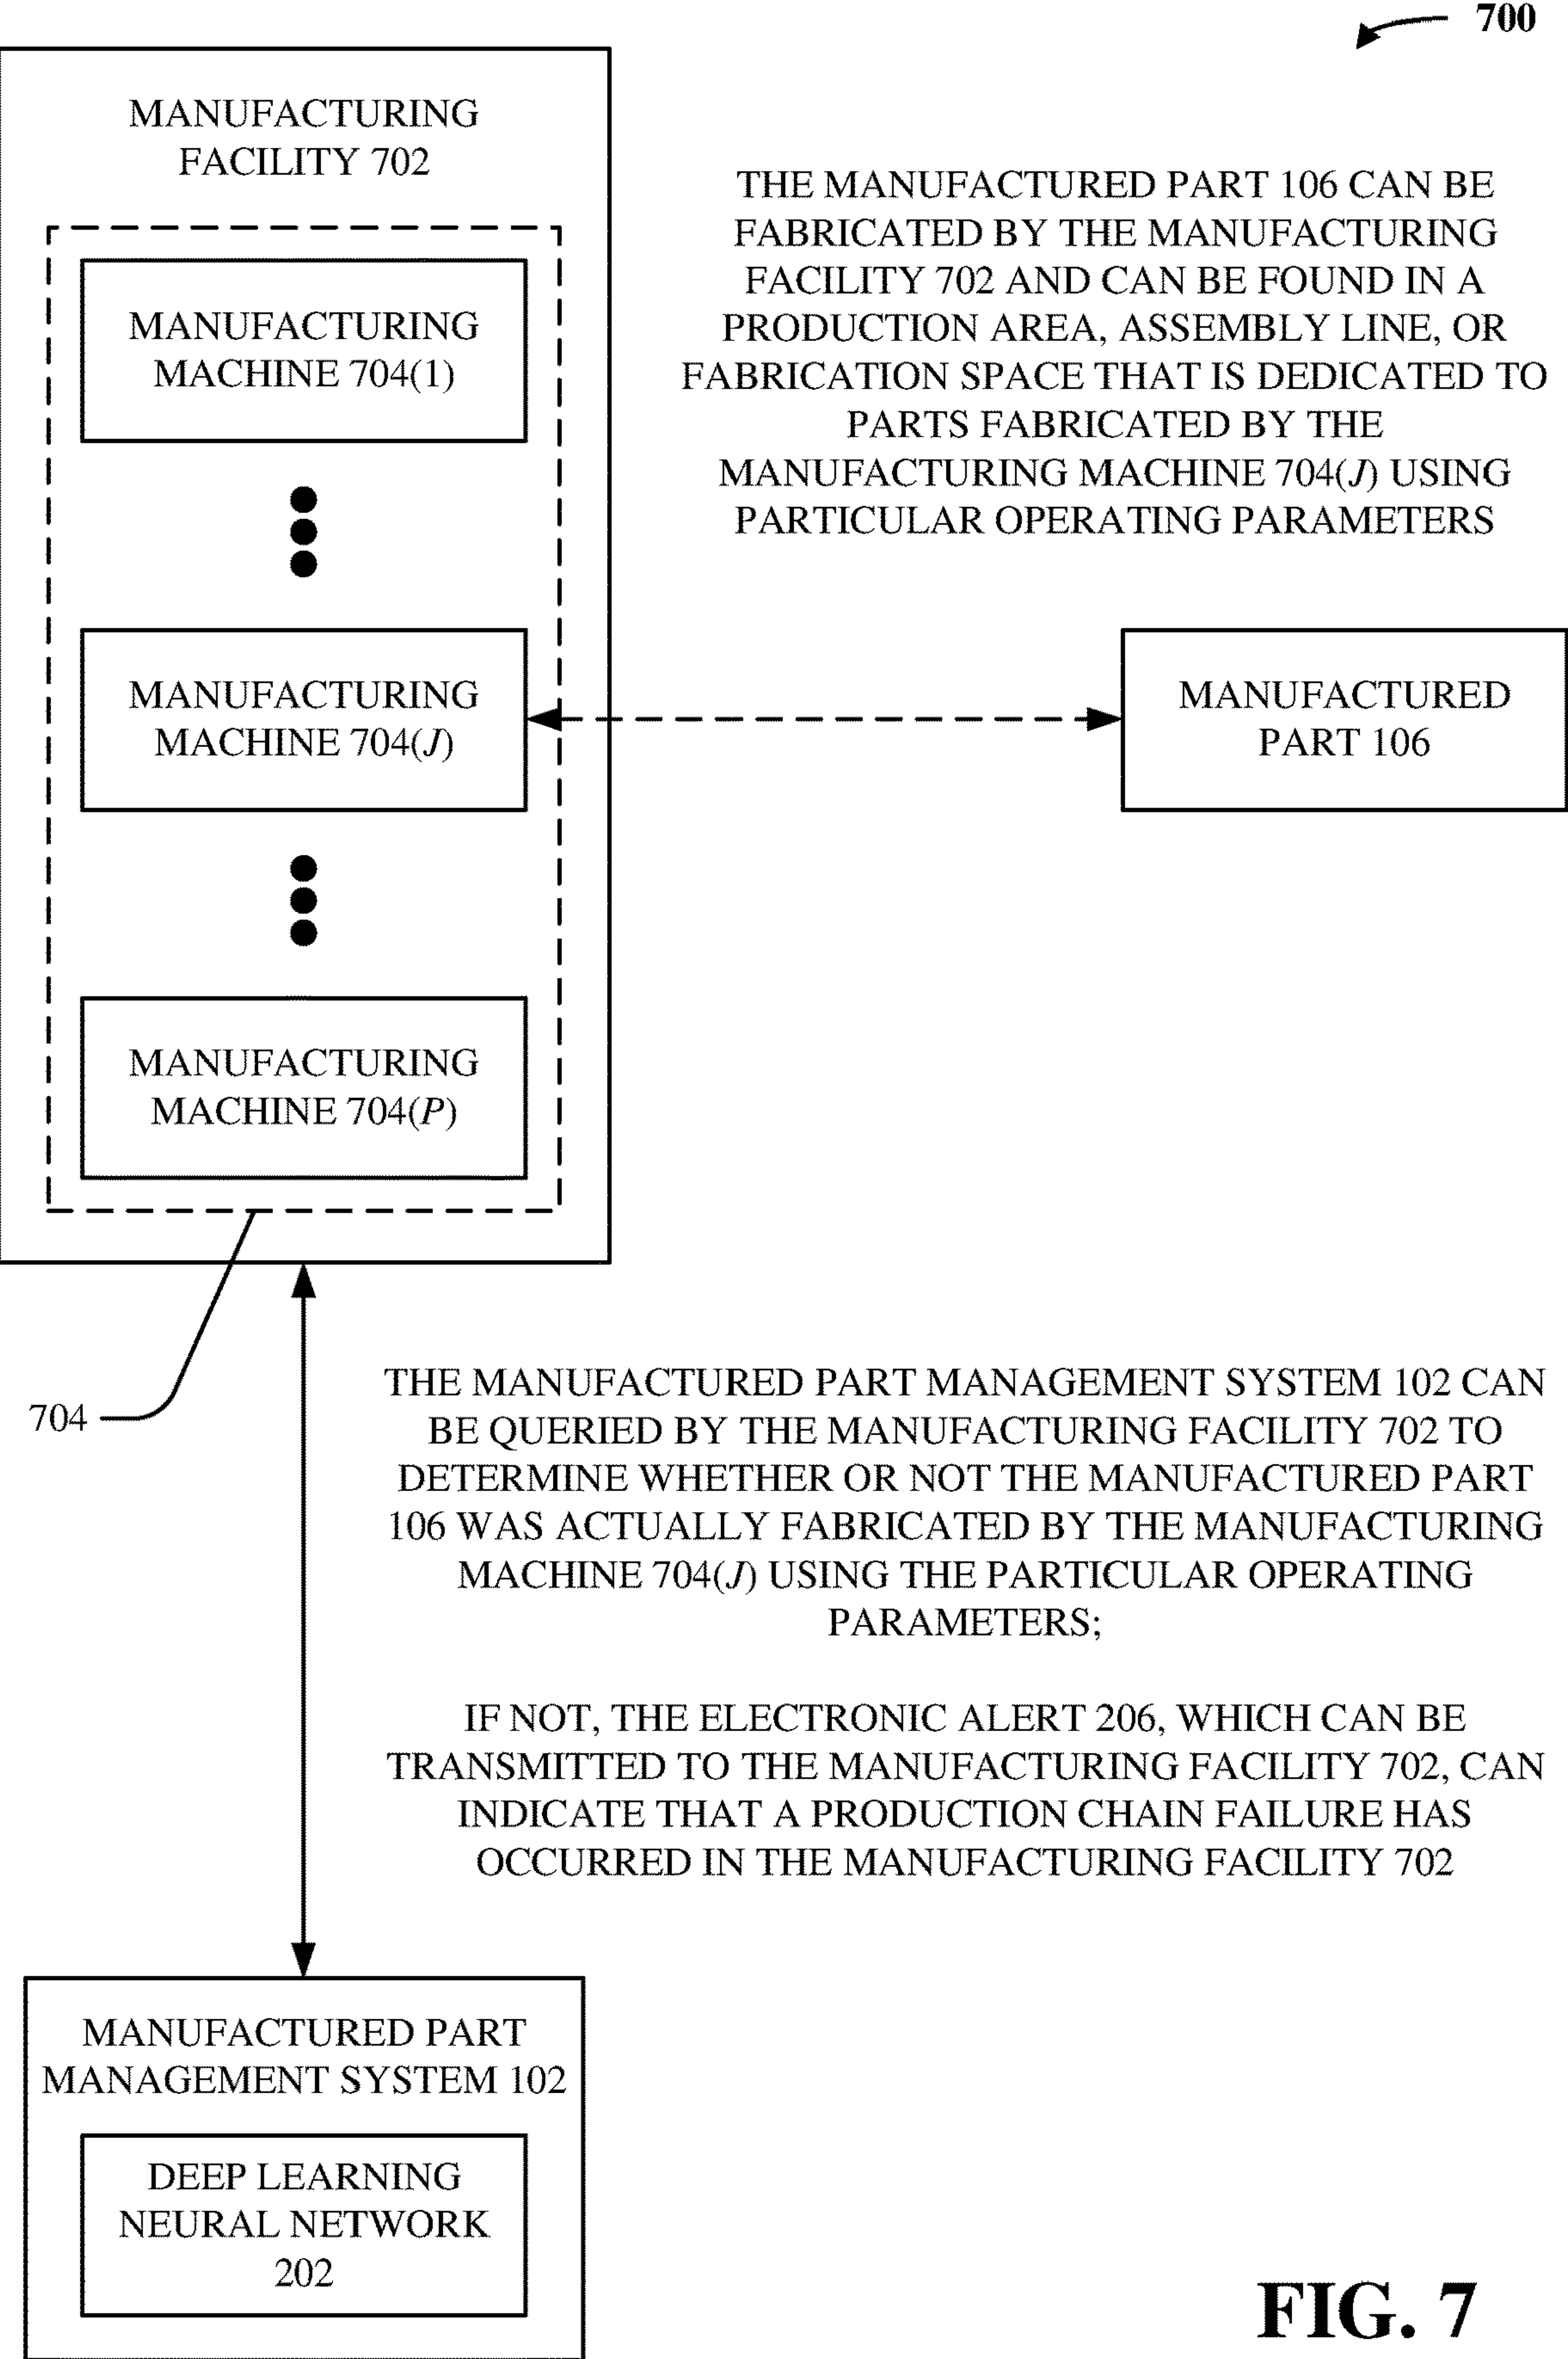 700
MANUFACTURING
FACILITY 702
MANUFACTURING
MACHINE 704(1)
THE MANUFACTURED PART 106 CAN BE
FABRICATED BY THE MANUFACTURING
FACILITY 702 AND CAN BE FOUND IN A
PRODUCTION AREA, ASSEMBLY LINE, OR
FABRICATION SPACE THAT IS DEDICATED TO
PARTS FABRICATED BY THE
MANUFACTURING MACHINE 704(J) USING
PARTICULAR OPERATING PARAMETERS
MANUFACTURING
MACHINE 704(J)
MANUFACTURED
PART 106
MANUFACTURING
MACHINE 704(P)
704
THE MANUFACTURED PART MANAGEMENT SYSTEM 102 CAN
BE QUERIED BY THE MANUFACTURING FACILITY 702 TO
DETERMINE WHETHER OR NOT THE MANUFACTURED PART
106 WAS ACTUALLY FABRICATED BY THE MANUFACTURING
MACHINE 704(J) USING THE PARTICULAR OPERATING
PARAMETERS;
IF NOT, THE ELECTRONIC ALERT 206, WHICH CAN BE
TRANSMITTED TO THE MANUFACTURING FACILITY 702, CAN
INDICATE THAT A PRODUCTION CHAIN FAILURE HAS
OCCURRED IN THE MANUFACTURING FACILITY 702
MANUFACTURED PART
MANAGEMENT SYSTEM 102
DEEP LEARNING
NEURAL NETWORK
202
FIG. 7